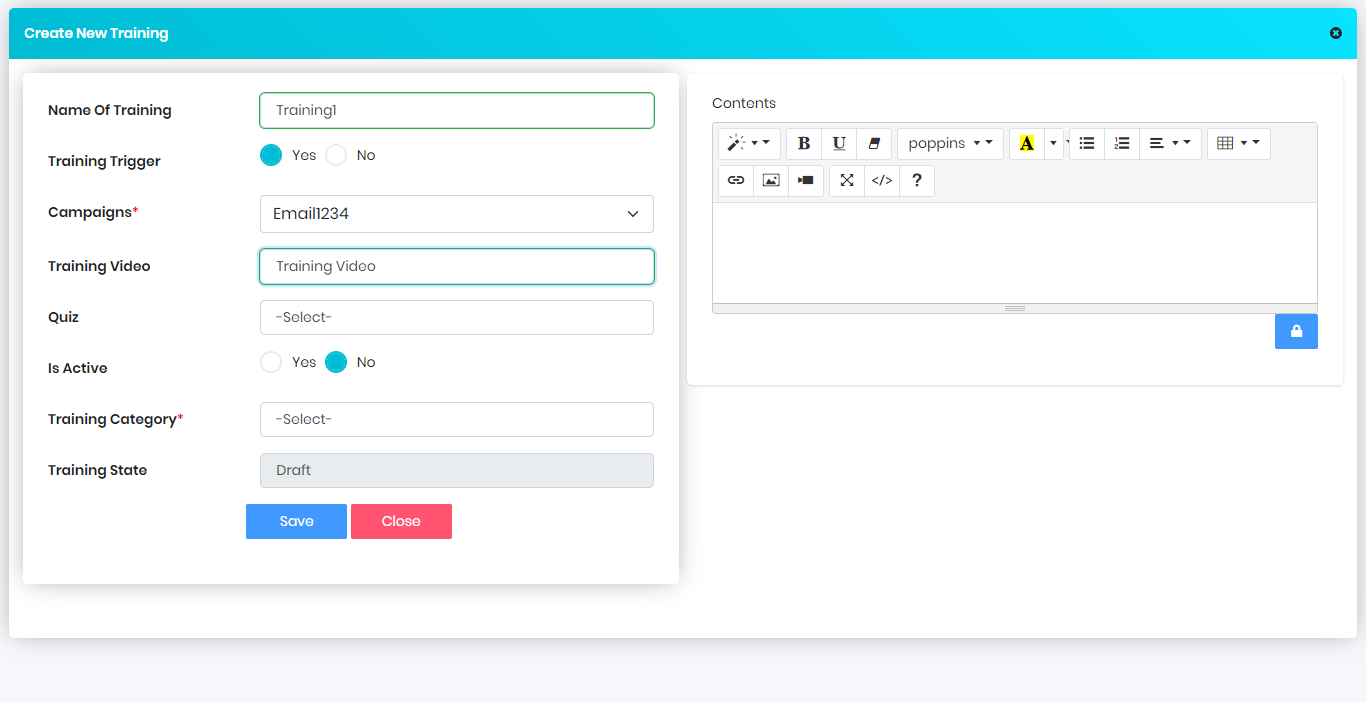 Create New Training
Name Of Training
Training1
Training Trigger
Yes
No
Campaigns*
Email1234
Training Video
Training Video
Quiz
-Select-
Is Active
Yes
No
Training Category*
-Select-
Training State
Draft
Save
Close
Contents
B U poppins A
</> ?